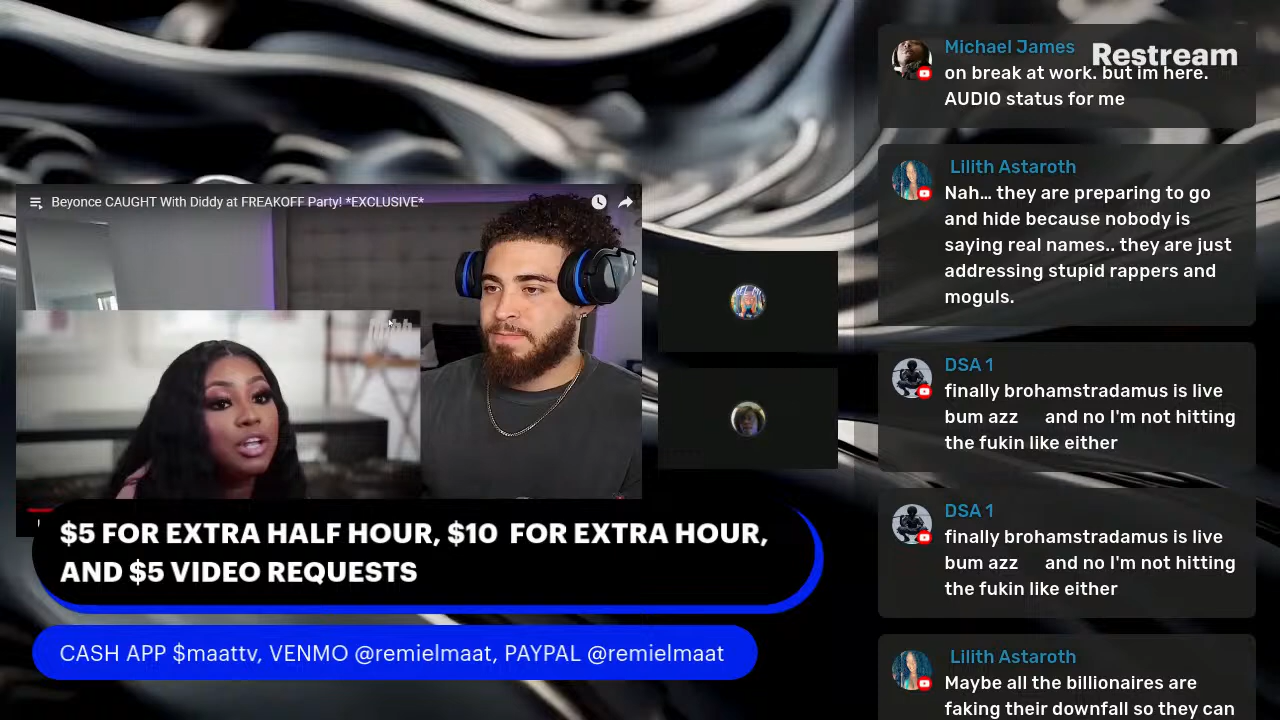 Beyonce CAUGHT With Diddy at FREAKOFF Party! *EXCLUSIVE*
$5 FOR EXTRA HALF HOUR, $10 FOR EXTRA HOUR,
AND $5 VIDEO REQUESTS
CASH APP $maattv, VENMO @remielmaat, PAYPAL @remielmaat
Restream
Michael James
on break at work. but im here.
AUDIO status for me
Lilith Astaroth
Nah… they are preparing to go
and hide because nobody is
saying real names.. they are just
addressing stupid rappers and
moguls.
DSA 1
finally brohamstradamus is live
bum azz and no I'm not hitting
the fukin like either
DSA 1
finally brohamstradamus is live
bum azz and no I'm not hitting
the fukin like either
Lilith Astaroth
Maybe all the billionaires are
faking their downfall so they can